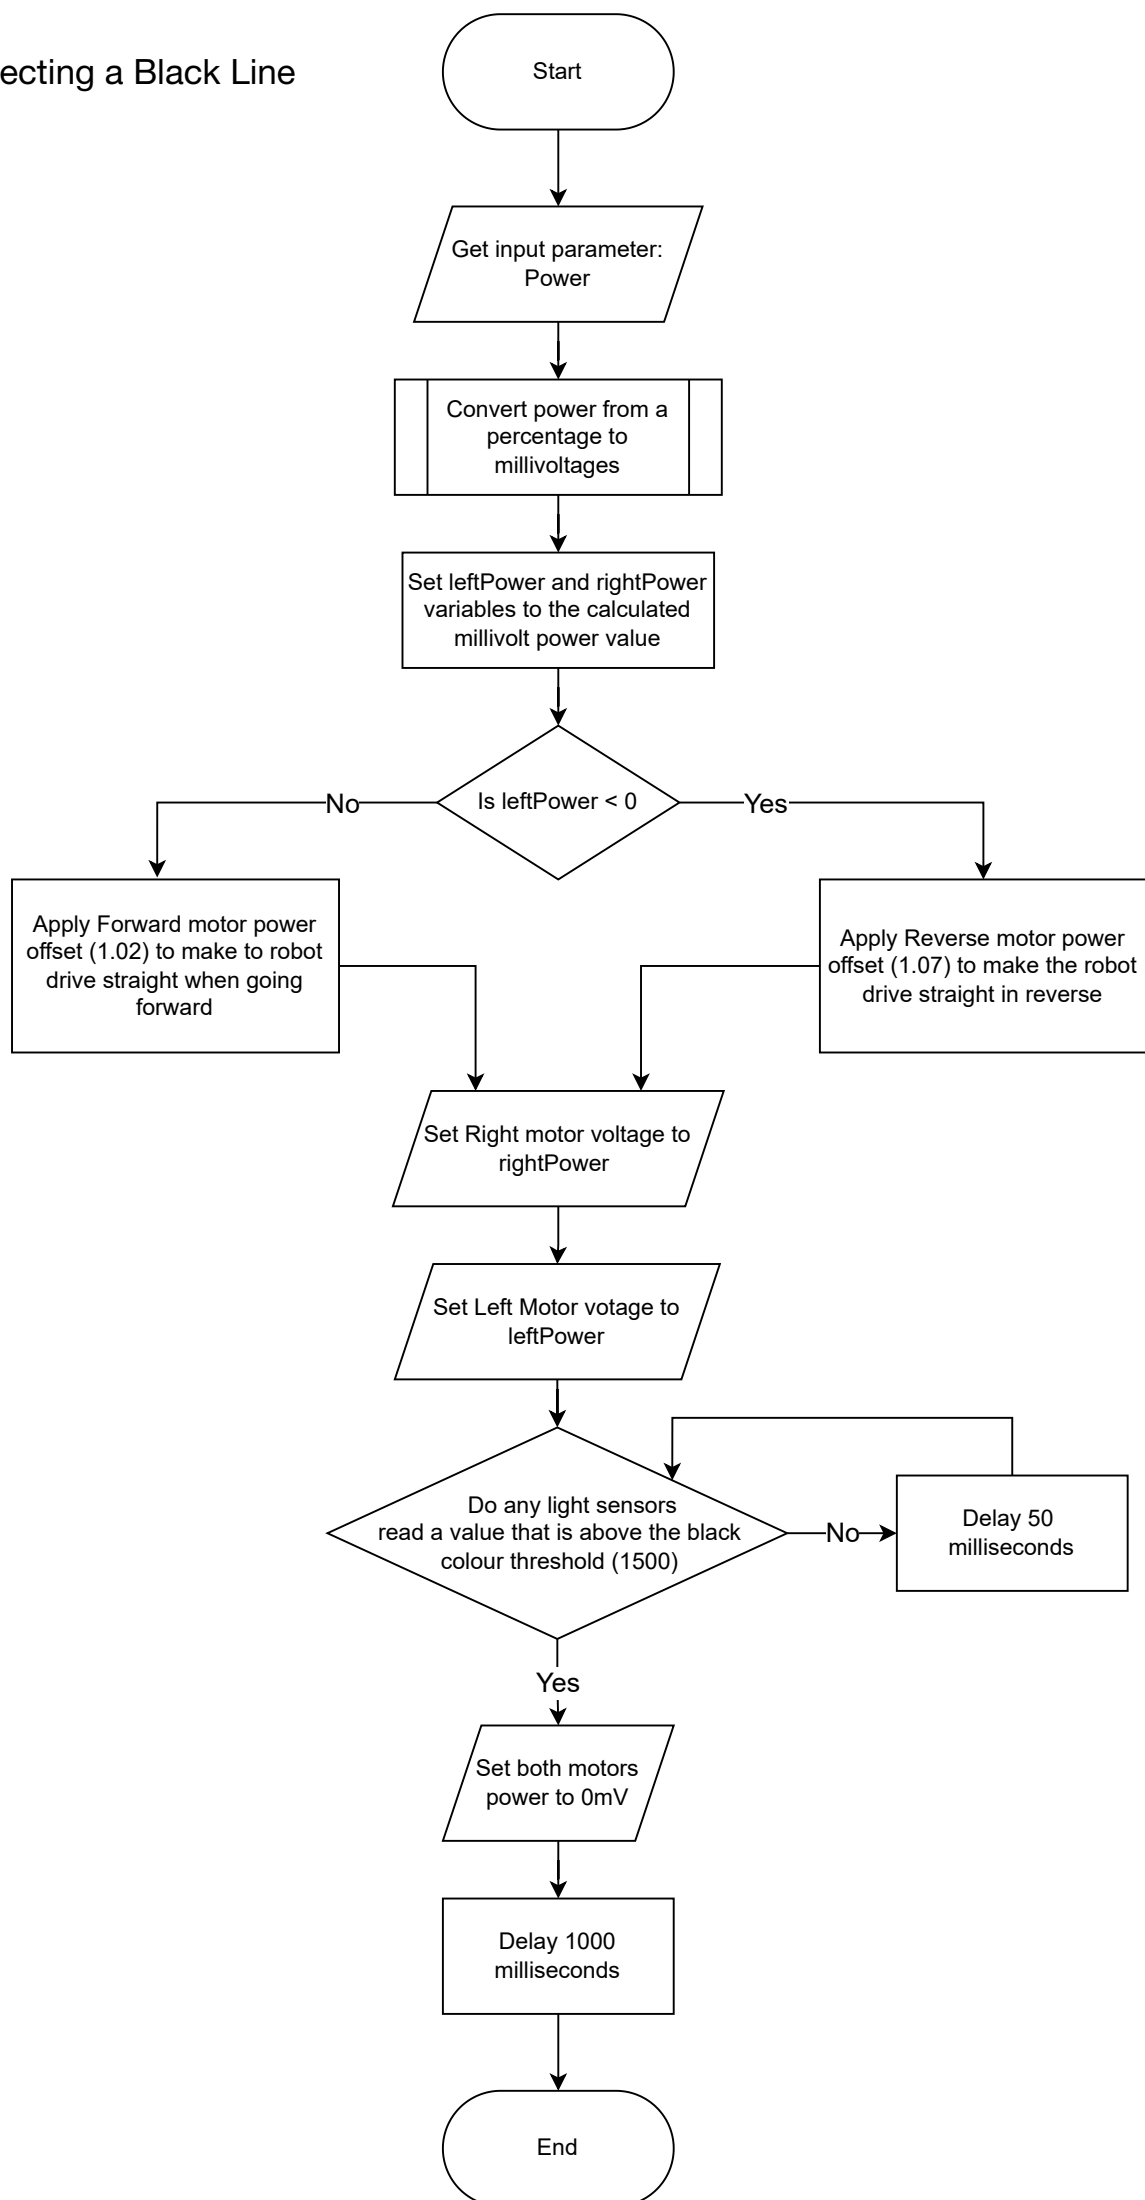 ecting a Black Line
Start
Get input parameter:
Power
Convert power from a
percentage to
millivoltages
Set leftPower and rightPower
variables to the calculated
millivolt power value
Is leftPower < 0
No
Yes
Apply Forward motor power
offset (1.02) to make to robot
drive straight when going
forward
Apply Reverse motor power
offset (1.07) to make the robot
drive straight in reverse
Set Right motor voltage to
rightPower
Set Left Motor votage to
leftPower
Do any light sensors
read a value that is above the black
colour threshold (1500)
No
Delay 50
milliseconds
Yes
Set both motors
power to 0mV
Delay 1000
milliseconds
End